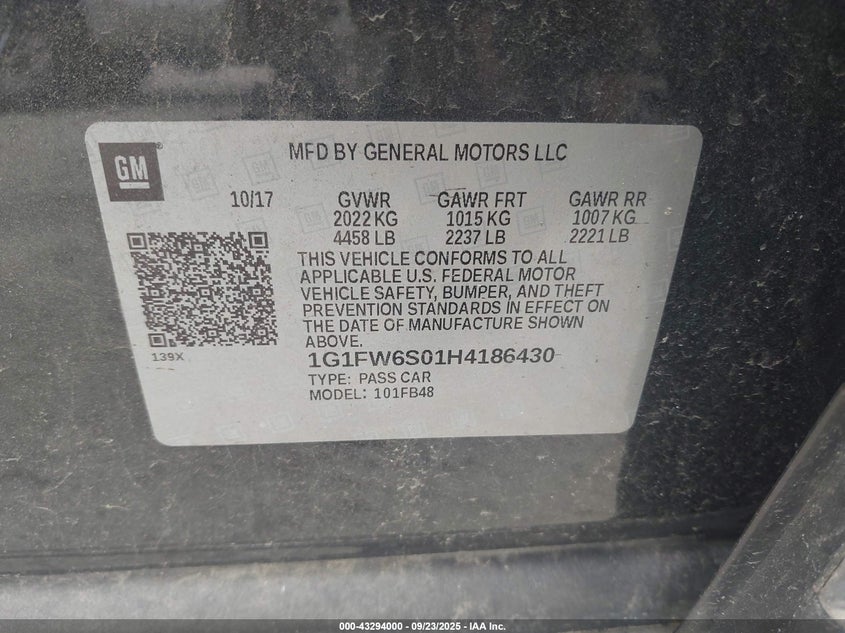 GM
MFD BY GENERAL MOTORS LLC
10/17 GVWR GAWR FRT GAWR RR
2022 KG 1015 KG 1007 KG
4458 LB 2237 LB 2221 LB
THIS VEHICLE CONFORMS TO ALL
APPLICABLE U.S. FEDERAL MOTOR
VEHICLE SAFETY, BUMPER, AND THEFT
PREVENTION STANDARDS IN EFFECT ON
THE DATE OF MANUFACTURE SHOWN
ABOVE.
139X
1G1FW6S01H4186430
TYPE: PASS CAR
MODEL: 101FB48
000-43294000 - 09/23/2025 - IAA Inc.